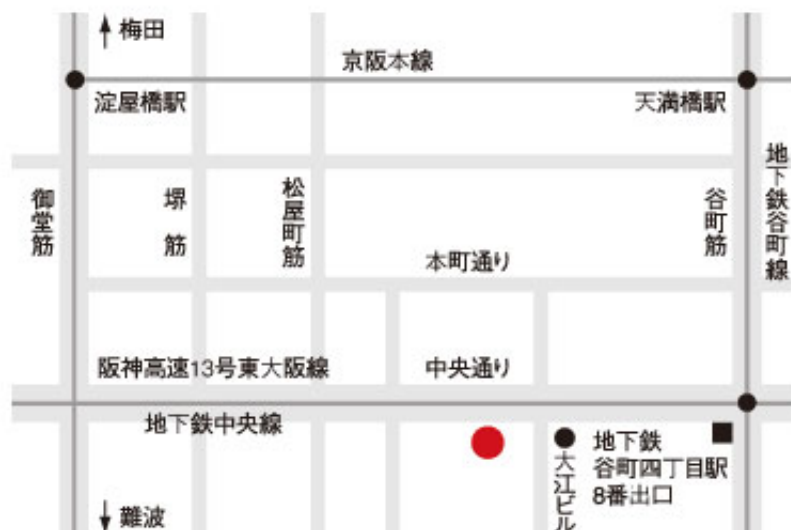 ↑ 梅田
京阪本線
淀屋橋駅
天満橋駅
御堂筋
堺筋
松屋町筋
谷町筋
地下鉄谷町線
本町通り
阪神高速13号東大阪線
中央通り
地下鉄中央線
大江ビル
地下鉄
谷町四丁目駅
8番出口
↓ 難波